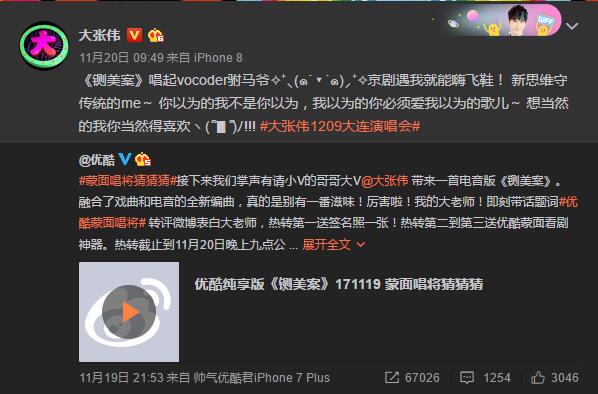 大
大张伟
11月20日 09:49 来自 iPhone 8
《铡美案》唱起vocoder驸马爷✧⁺⸜(๑˙▾˙๑)⸝⁺✧京剧遇我就能嗨飞鞋！新思维守
传统的me～ 你以为的我不是你以为，我以为的你必须爱我以为的歌儿～ 想当然
的我你当然得喜欢ヽ( ͡° ▇ ͡°)/!!! #大张伟1209大连演唱会#
@优酷
#蒙面唱将猜猜猜#接下来我们掌声有请小V的哥哥大V@大张伟 带来一首电音版《铡美案》。
融合了戏曲和电音的全新编曲，真的是别有一番滋味！厉害啦！我的大老师！即刻带话题词#优
酷蒙面唱将# 转评微博表白大老师，热转第一送签名照一张！热转第二到第三送优酷蒙面看剧
神器。热转截止到11月20日晚上九点公 ... 展开全文
优酷纯享版《铡美案》171119 蒙面唱将猜猜猜
11月19日 21:53 来自 帅气优酷君iPhone 7 Plus 67026 1254 3046